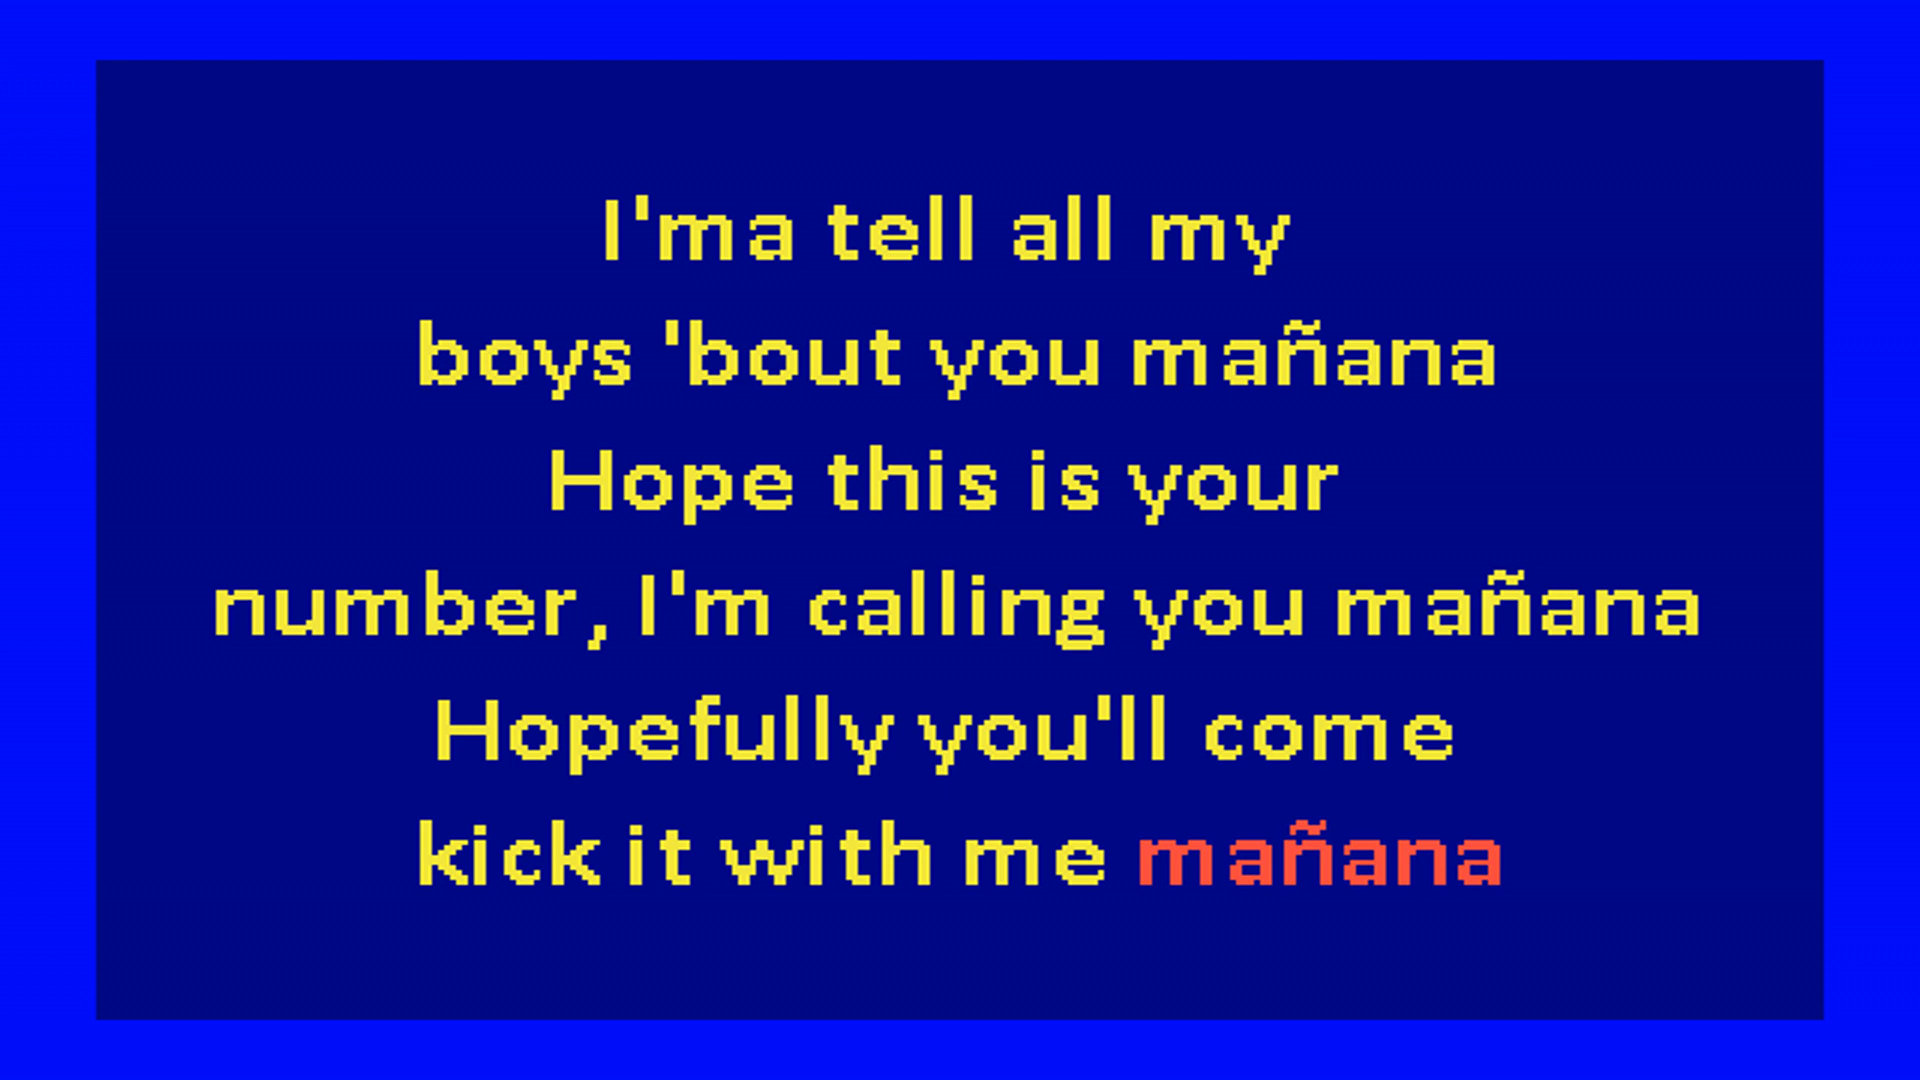 I'ma tell all my
boys 'bout you mañana
Hope this is your
number, I'm calling you mañana
Hopefully you'll come
kick it with me mañana